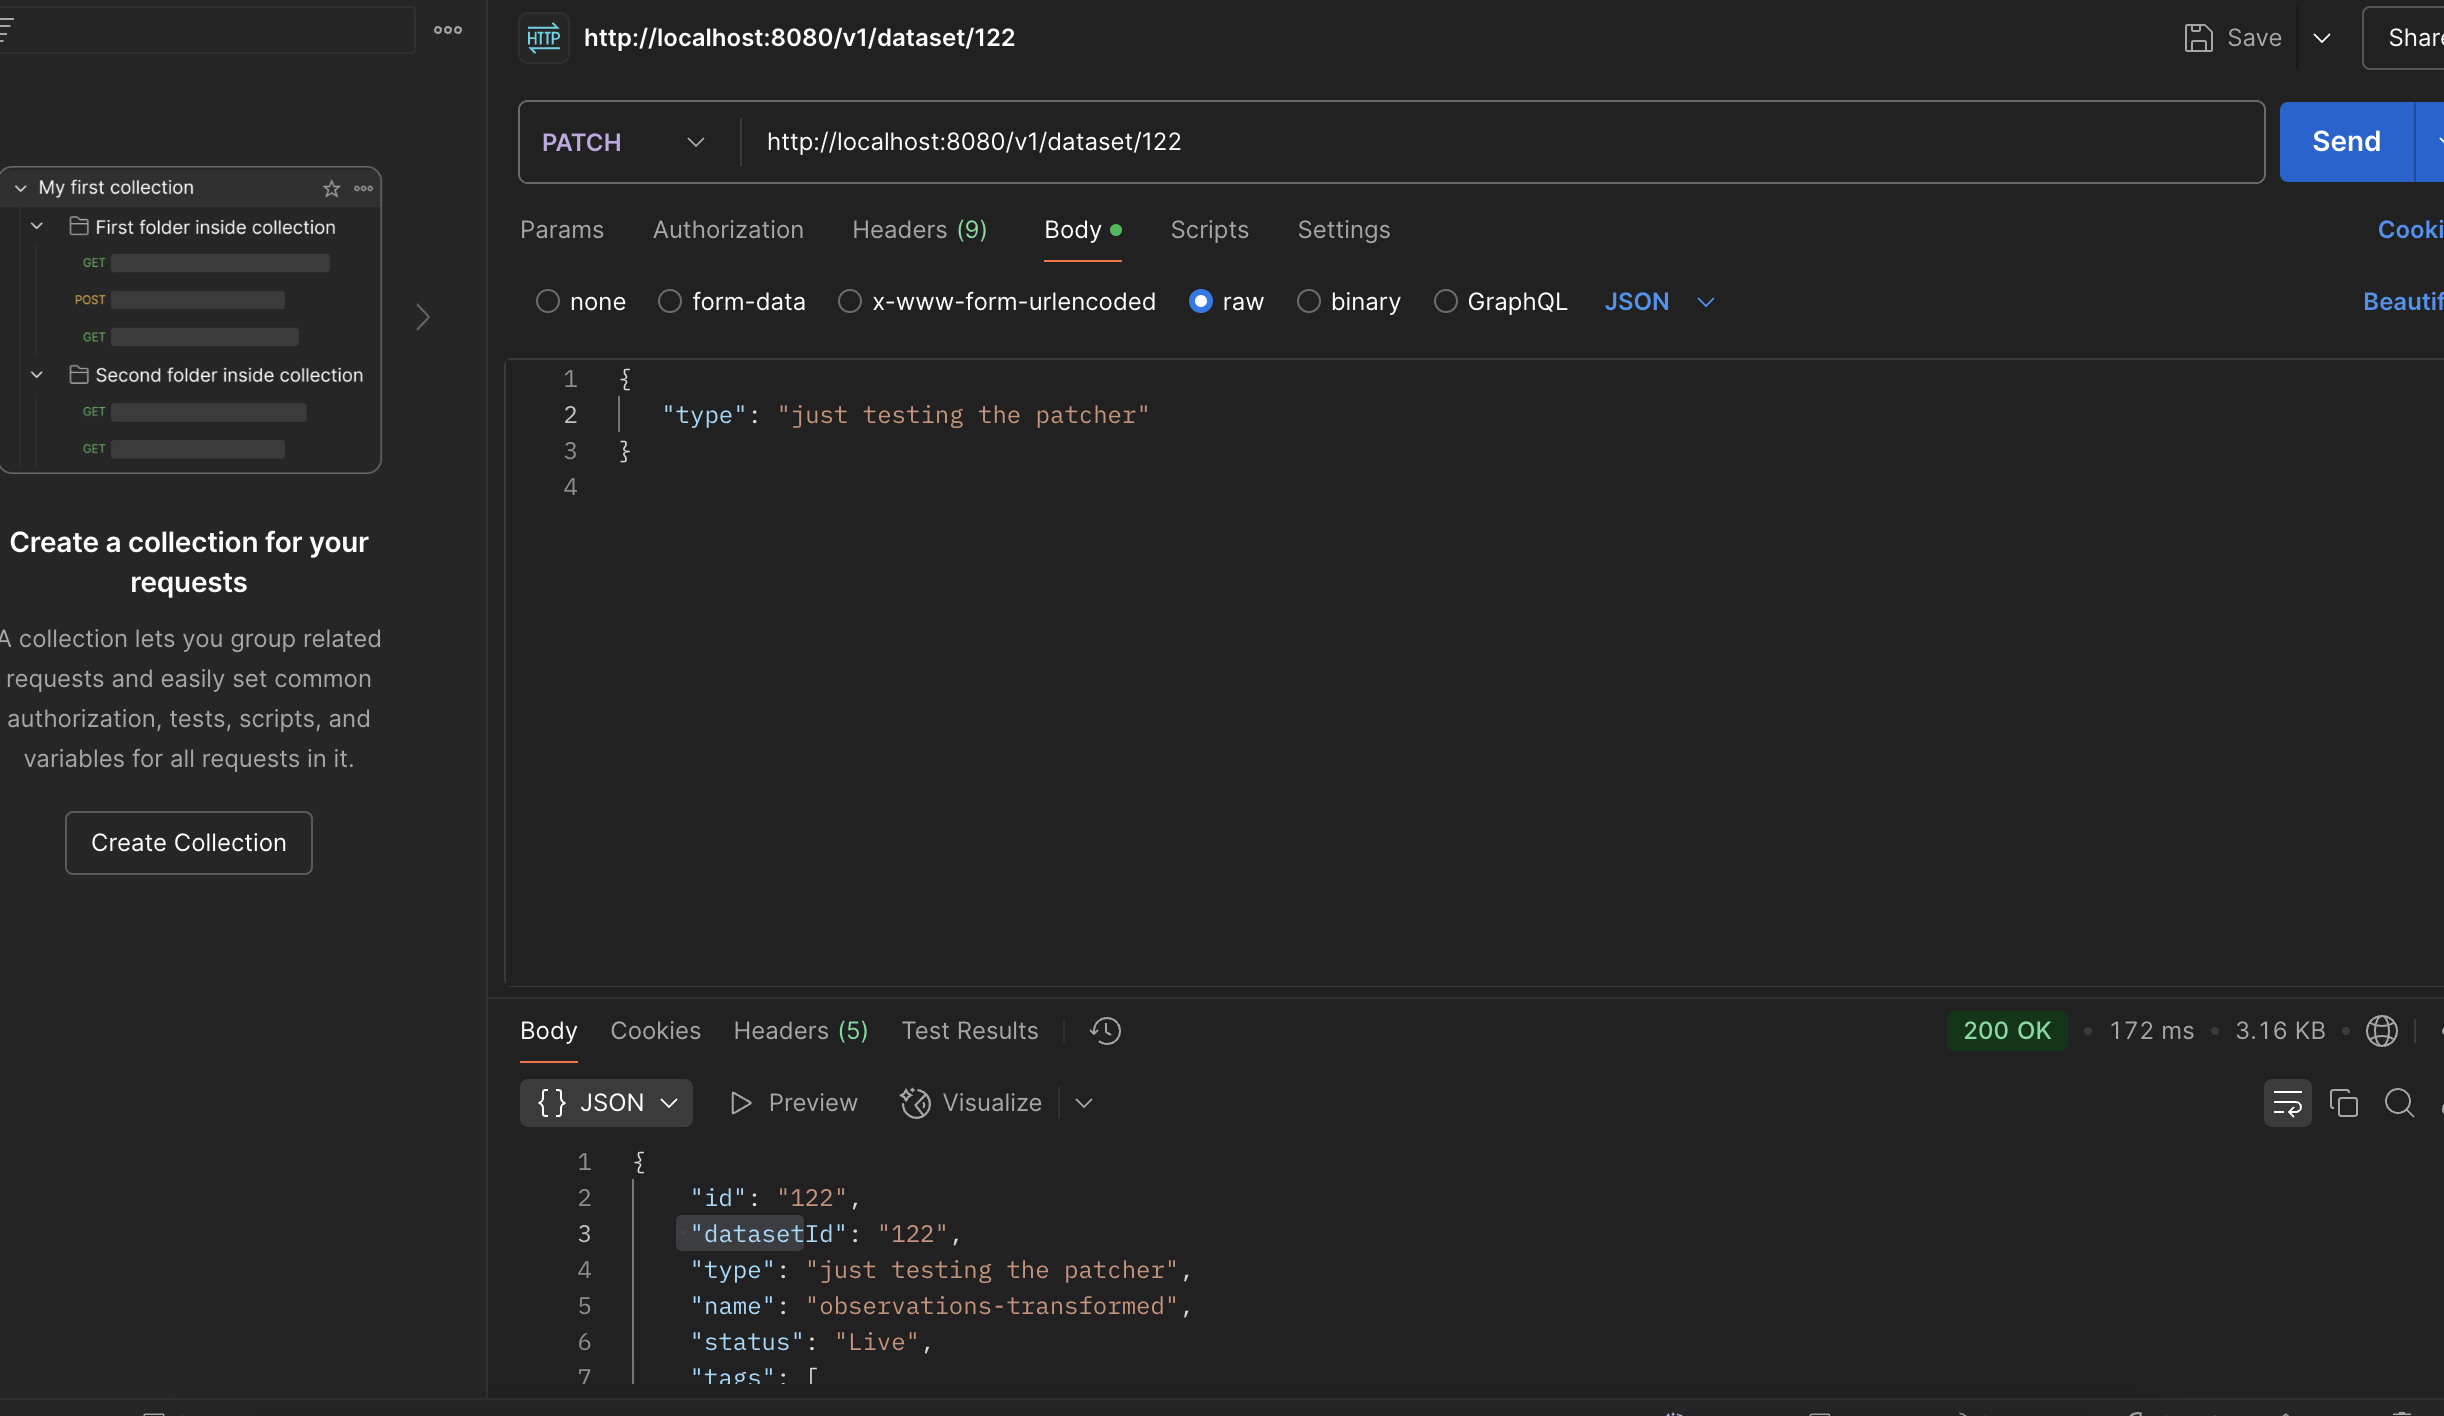 HTTP http://localhost:8080/v1/dataset/122
Save
PATCH http://localhost:8080/v1/dataset/122
Send
My first collection
First folder inside collection
GET
POST
GET
Second folder inside collection
GET
GET
Create a collection for your
requests
A collection lets you group related
requests and easily set common
authorization, tests, scripts, and
variables for all requests in it.
Create Collection
Params Authorization Headers (9) Body Scripts Settings
none form-data x-www-form-urlencoded raw binary GraphQL JSON
1 {
2 "type": "just testing the patcher"
3 }
4
Body Cookies Headers (5) Test Results
200 OK • 172 ms • 3.16 KB •
{} JSON Preview Visualize
1 {
2 "id": "122",
3 "datasetId": "122",
4 "type": "just testing the patcher",
5 "name": "observations-transformed",
6 "status": "Live",
7 "tags": [